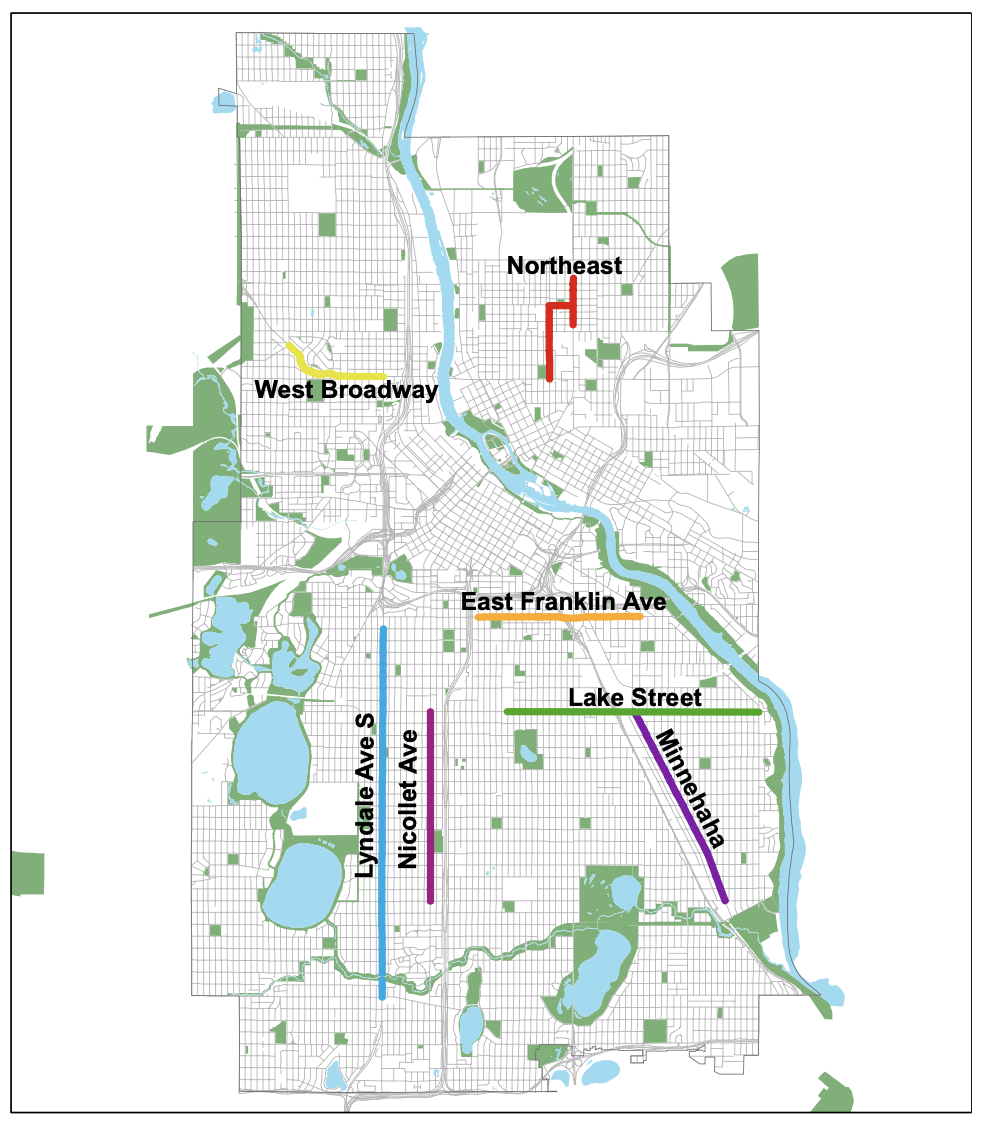 Northeast
West Broadway
East Franklin Ave
Lake Street
Lyndale Ave S
Nicollet Ave
Minnehaha